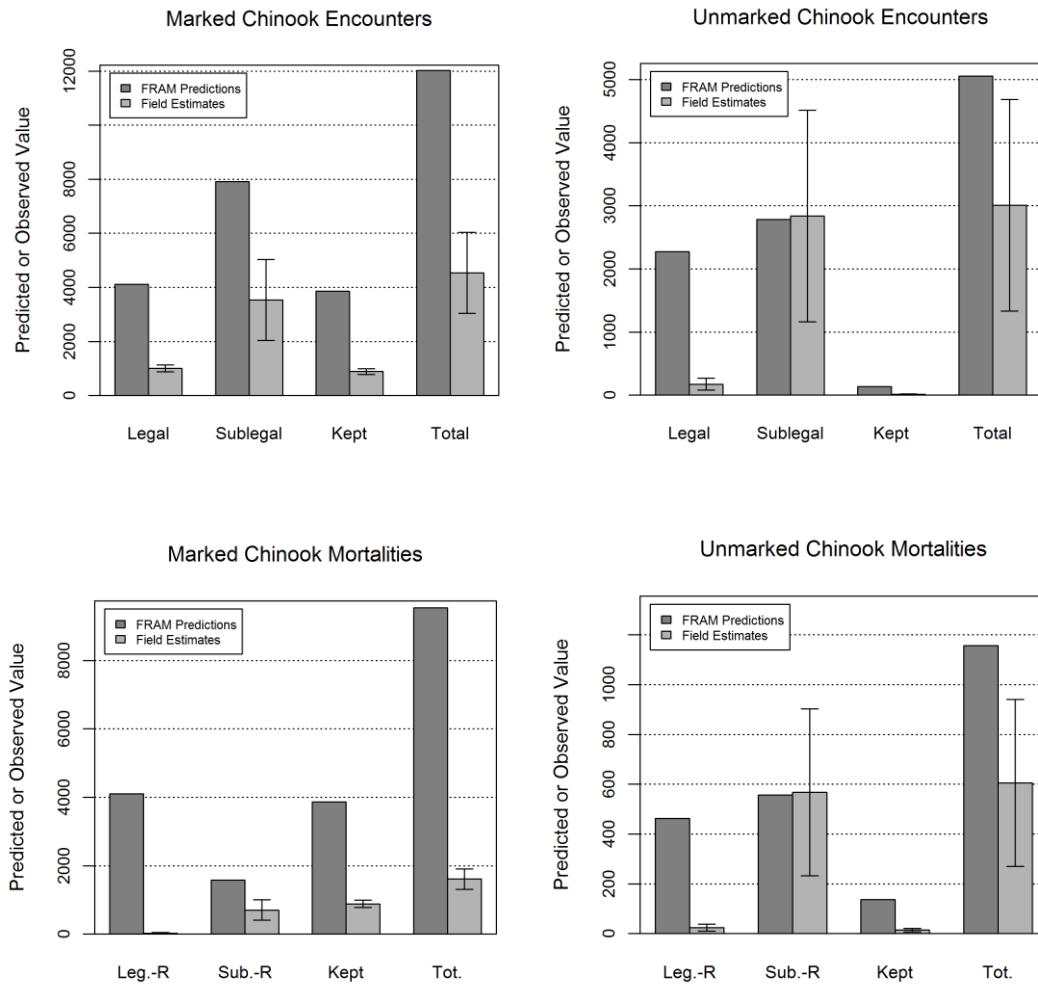 Marked Chinook Encounters
Predicted or Observed Value
0
2000
4000
6000
8000
12000
FRAM Predictions
Field Estimates
Legal Sublegal Kept Total
Unmarked Chinook Encounters
Predicted or Observed Value
0
1000
2000
3000
4000
5000
FRAM Predictions
Field Estimates
Legal Sublegal Kept Total
Marked Chinook Mortalities
Predicted or Observed Value
0
2000
4000
6000
8000
FRAM Predictions
Field Estimates
Leg.-R Sub.-R Kept Tot.
Unmarked Chinook Mortalities
Predicted or Observed Value
0
200
400
600
800
1000
FRAM Predictions
Field Estimates
Leg.-R Sub.-R Kept Tot.